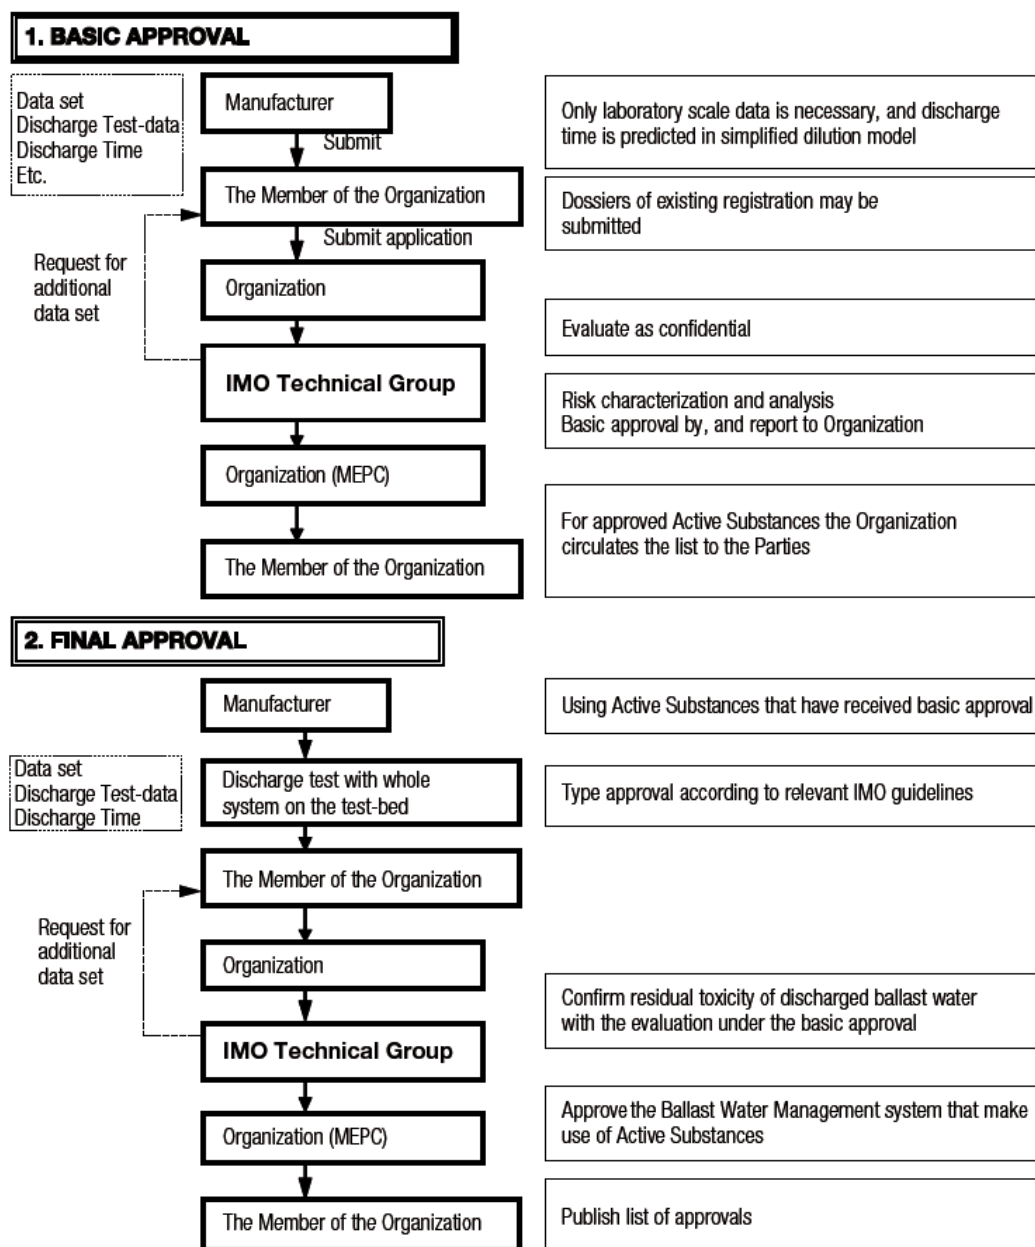 1. BASIC APPROVAL
Data set
Discharge Test-data
Discharge Time
Etc.
Manufacturer
Submit
Only laboratory scale data is necessary, and discharge
time is predicted in simplified dilution model
The Member of the Organization
Dossiers of existing registration may be
submitted
Submit application
Request for
additional
data set
Organization
Evaluate as confidential
IMO Technical Group
Risk characterization and analysis
Basic approval by, and report to Organization
Organization (MEPC)
For approved Active Substances the Organization
circulates the list to the Parties
The Member of the Organization
2. FINAL APPROVAL
Manufacturer
Using Active Substances that have received basic approval
Data set
Discharge Test-data
Discharge Time
Discharge test with whole
system on the test-bed
Type approval according to relevant IMO guidelines
The Member of the Organization
Request for
additional
data set
Organization
Confirm residual toxicity of discharged ballast water
with the evaluation under the basic approval
IMO Technical Group
Organization (MEPC)
Approve the Ballast Water Management system that make
use of Active Substances
The Member of the Organization
Publish list of approvals